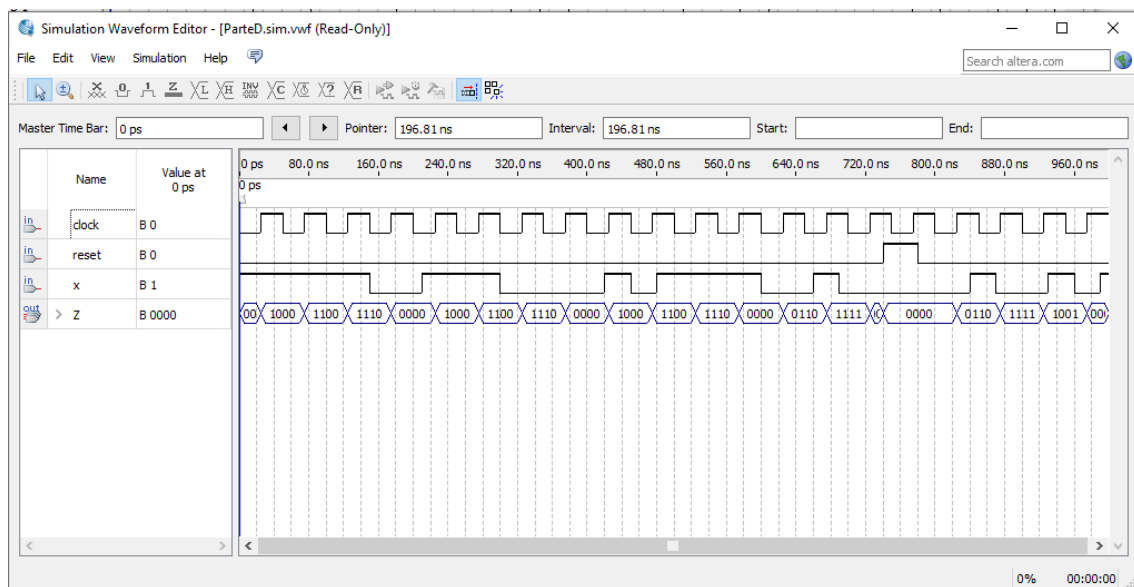 Simulation Waveform Editor - [ParteD.sim.vwf (Read-Only)]
File Edit View Simulation Help
Search altera.com
Master Time Bar: 0 ps Pointer: 196.81 ns Interval: 196.81 ns Start: End:
Name Value at 0 ps
0 ps 80.0 ns 160.0 ns 240.0 ns 320.0 ns 400.0 ns 480.0 ns 560.0 ns 640.0 ns 720.0 ns 800.0 ns 880.0 ns 960.0 ns
0 ps
in clock B 0
in reset B 0
in x B 1
out > Z B 0000 00 1000 1100 1110 0000 1000 1100 1110 0000 1000 1100 1110 0000 0110 1111 0000 0110 1111 1001 00
0% 00:00:00